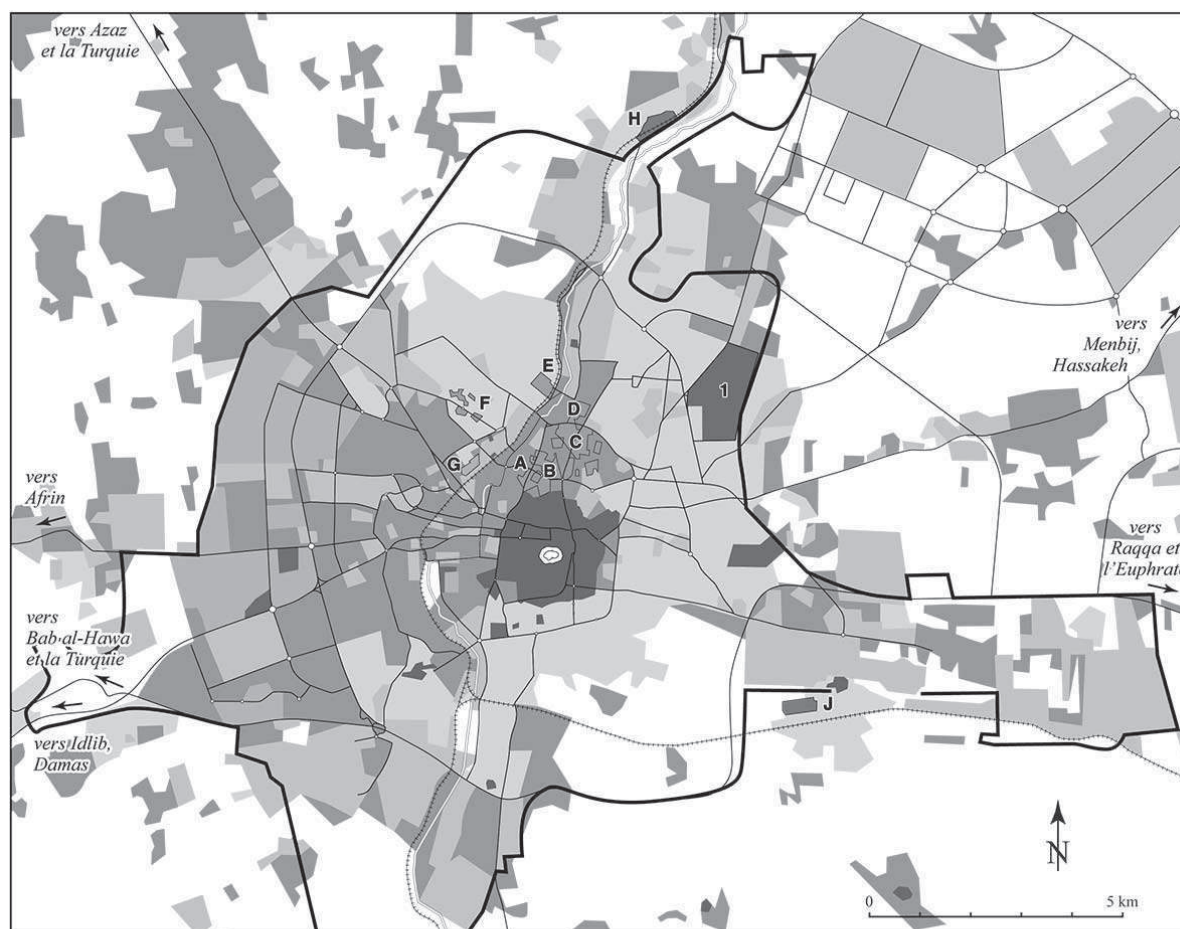 vers Azaz
et la Turquie
H
vers
Menbij,
Hassakeh
1
E
F
D
C
G
A
B
vers
Afrin
vers
Raqqa et
l'Euphrate
vers
Bab al-Hawa
et la Turquie
J
vers Idlib,
Damas
N
0
5 km